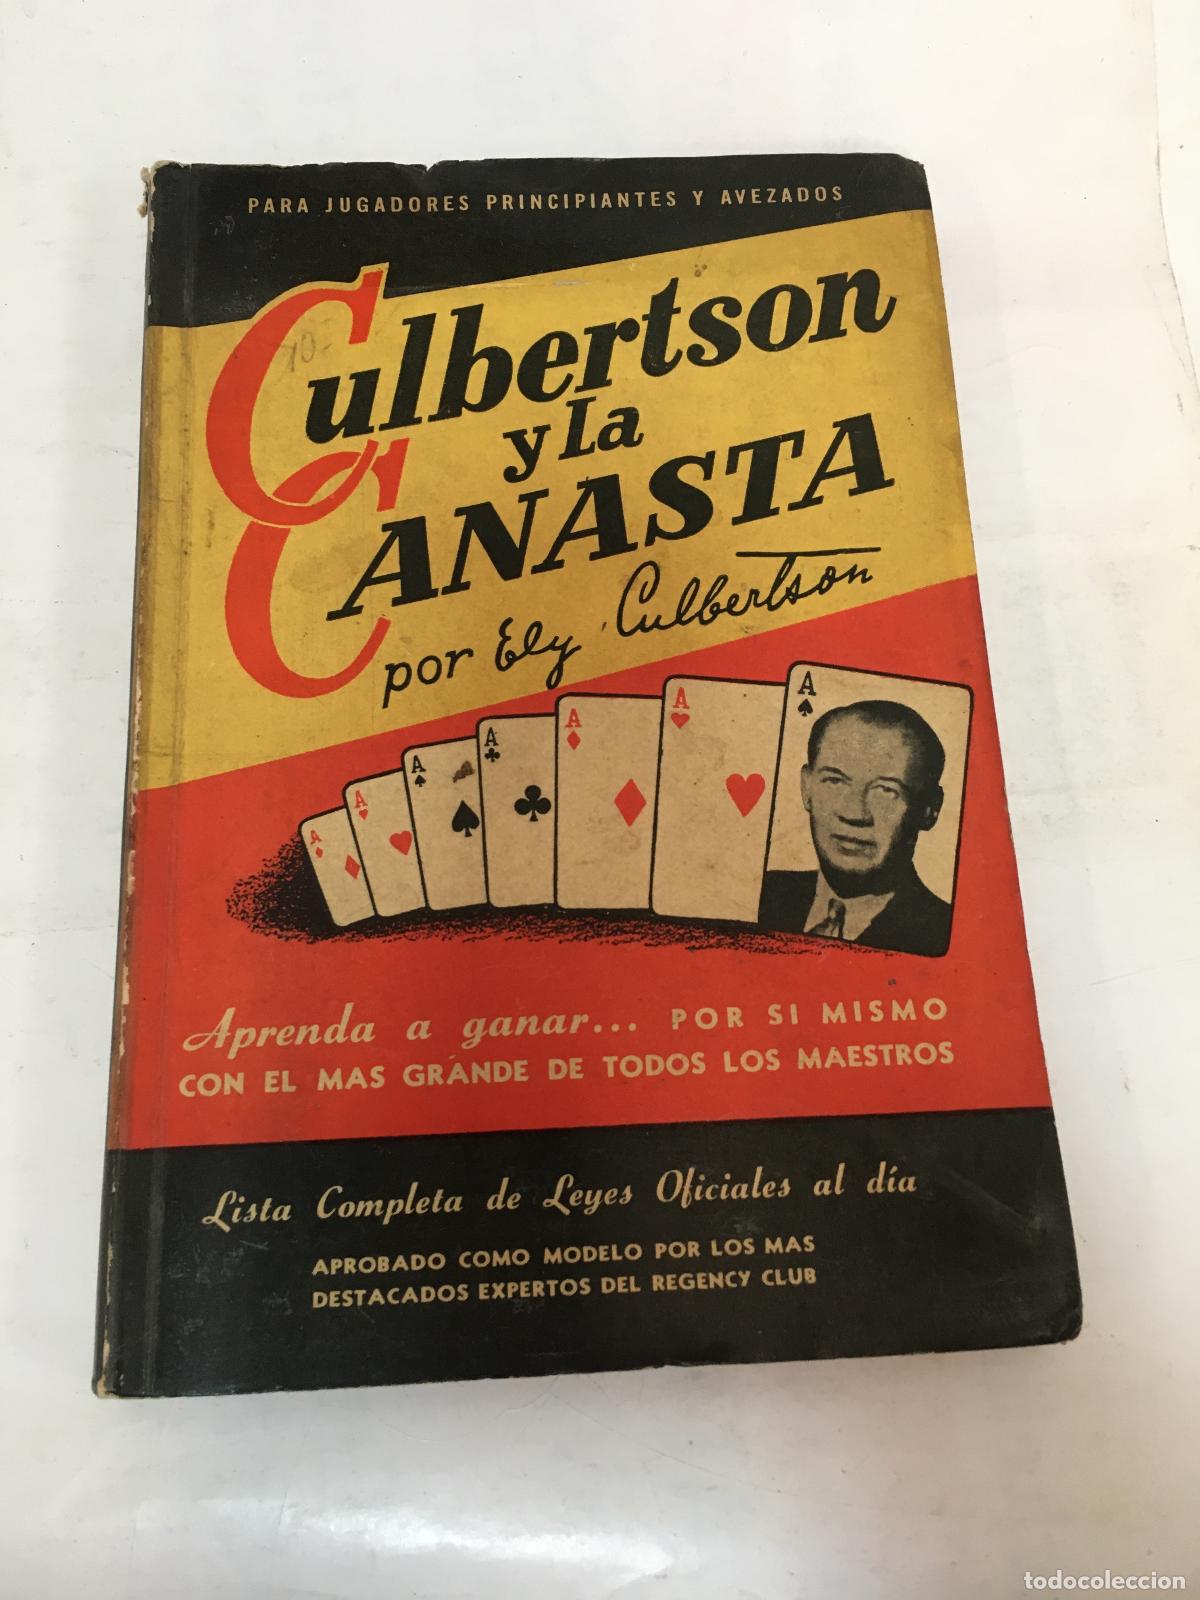 PARA JUGADORES PRINCIPIANTES Y AVEZADOS
Culbertson
y La
CANASTA
por Ely Culbertson
A
A
A
A
A
A
A
Aprenda a ganar... POR SI MISMO
CON EL MAS GRANDE DE TODOS LOS MAESTROS
Lista Completa de Leyes Oficiales al día
APROBADO COMO MODELO POR LOS MAS
DESTACADOS EXPERTOS DEL REGENCY CLUB
todocoleccion